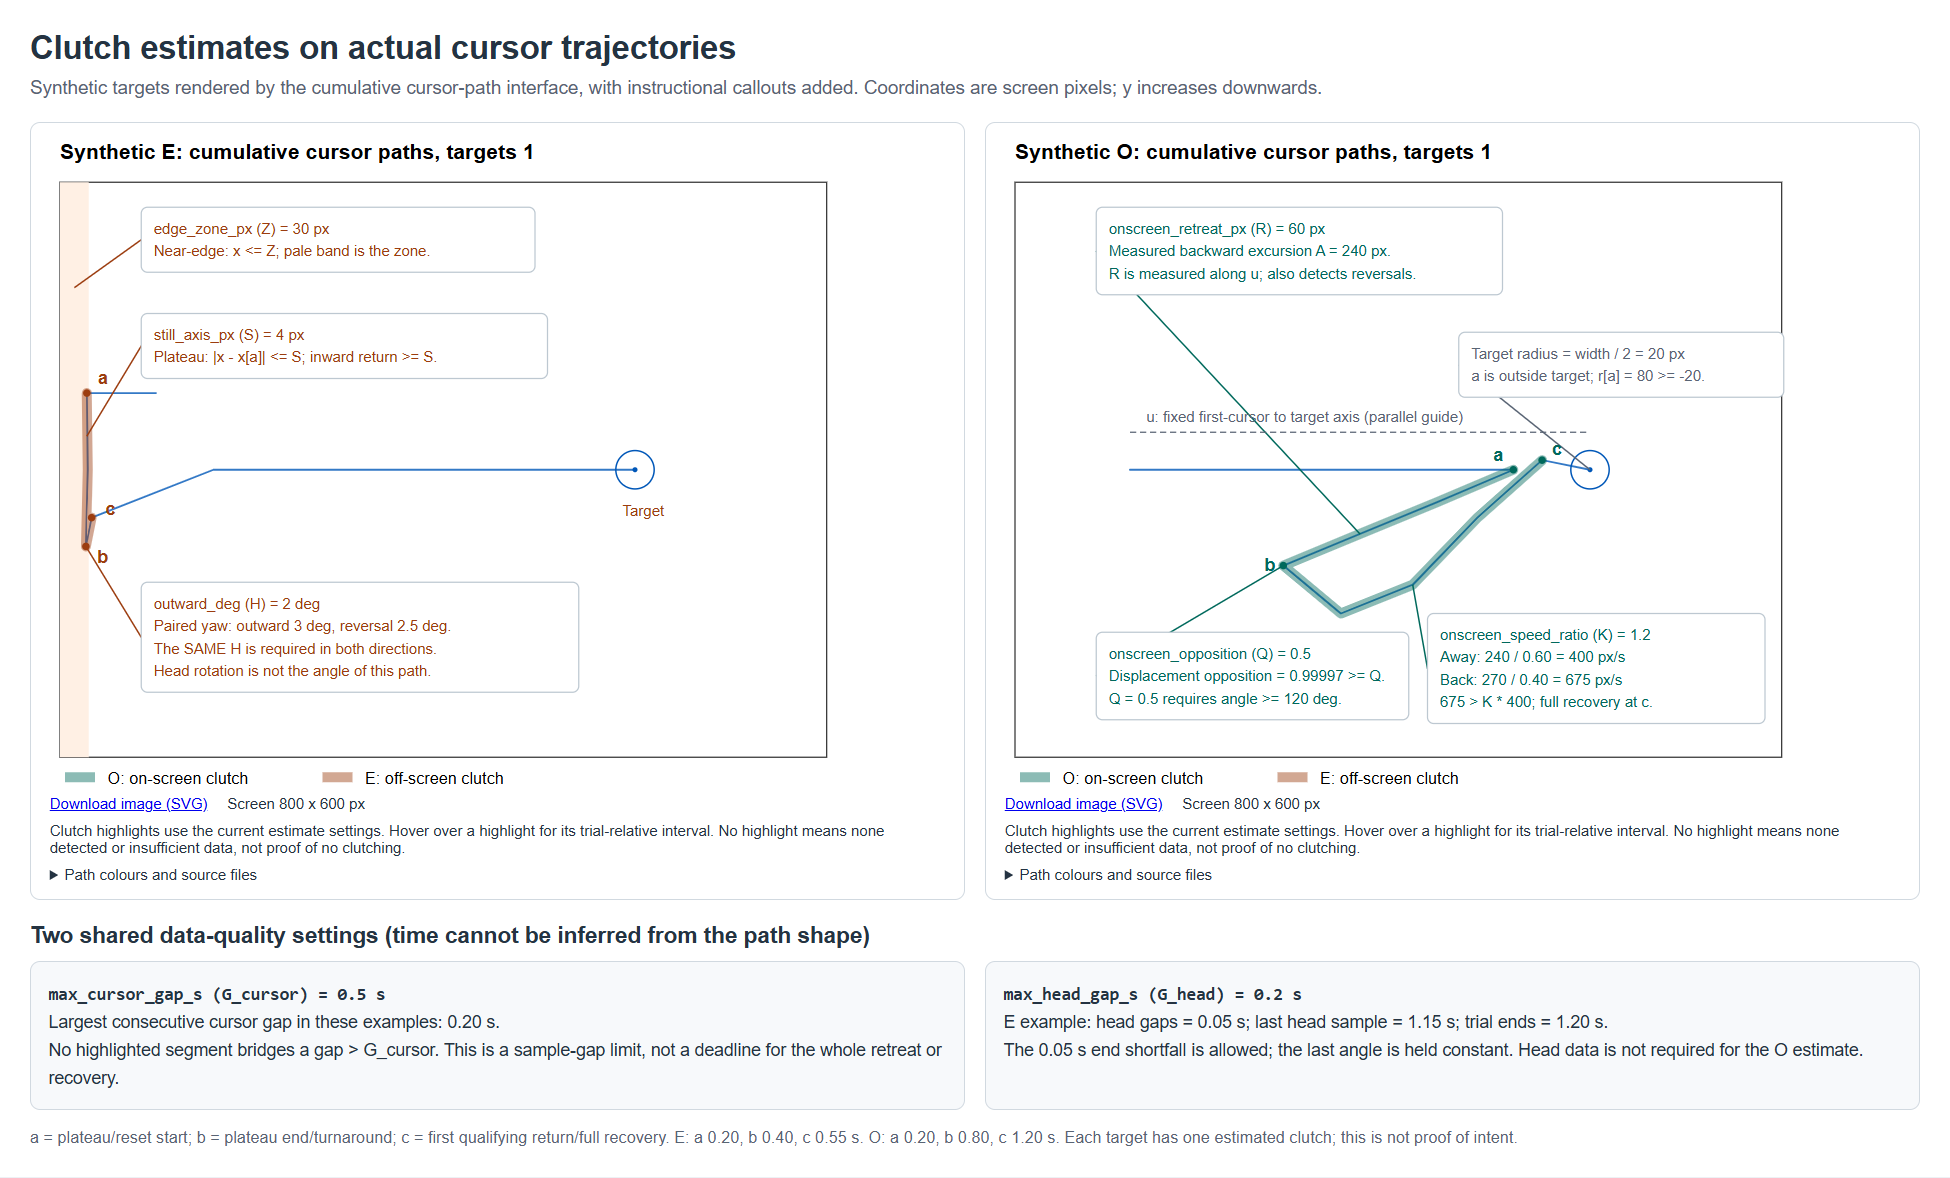 Clutch estimates on actual cursor trajectories
Synthetic targets rendered by the cumulative cursor-path interface, with instructional callouts added. Coordinates are screen pixels; y increases downwards.
Synthetic E: cumulative cursor paths, targets 1
edge_zone_px (Z) = 30 px
Near-edge: x <= Z; pale band is the zone.
still_axis_px (S) = 4 px
Plateau: |x - x[a]| <= S; inward return >= S.
a
c
b
Target
outward_deg (H) = 2 deg
Paired yaw: outward 3 deg, reversal 2.5 deg.
The SAME H is required in both directions.
Head rotation is not the angle of this path.
O: on-screen clutch
E: off-screen clutch
Download image (SVG)
Screen 800 x 600 px
Clutch highlights use the current estimate settings. Hover over a highlight for its trial-relative interval. No highlight means none
detected or insufficient data, not proof of no clutching.
▶ Path colours and source files
Synthetic O: cumulative cursor paths, targets 1
onscreen_retreat_px (R) = 60 px
Measured backward excursion A = 240 px.
R is measured along u; also detects reversals.
Target radius = width / 2 = 20 px
a is outside target; r[a] = 80 >= -20.
u: fixed first-cursor to target axis (parallel guide)
a
c
b
onscreen_opposition (Q) = 0.5
Displacement opposition = 0.99997 >= Q.
Q = 0.5 requires angle >= 120 deg.
onscreen_speed_ratio (K) = 1.2
Away: 240 / 0.60 = 400 px/s
Back: 270 / 0.40 = 675 px/s
675 > K * 400; full recovery at c.
O: on-screen clutch
E: off-screen clutch
Download image (SVG)
Screen 800 x 600 px
Clutch highlights use the current estimate settings. Hover over a highlight for its trial-relative interval. No highlight means none
detected or insufficient data, not proof of no clutching.
▶ Path colours and source files
Two shared data-quality settings (time cannot be inferred from the path shape)
max_cursor_gap_s (G_cursor) = 0.5 s
Largest consecutive cursor gap in these examples: 0.20 s.
No highlighted segment bridges a gap > G_cursor. This is a sample-gap limit, not a deadline for the whole retreat or
recovery.
max_head_gap_s (G_head) = 0.2 s
E example: head gaps = 0.05 s; last head sample = 1.15 s; trial ends = 1.20 s.
The 0.05 s end shortfall is allowed; the last angle is held constant. Head data is not required for the O estimate.
a = plateau/reset start; b = plateau end/turnaround; c = first qualifying return/full recovery. E: a 0.20, b 0.40, c 0.55 s. O: a 0.20, b 0.80, c 1.20 s. Each target has one estimated clutch; this is not proof of intent.